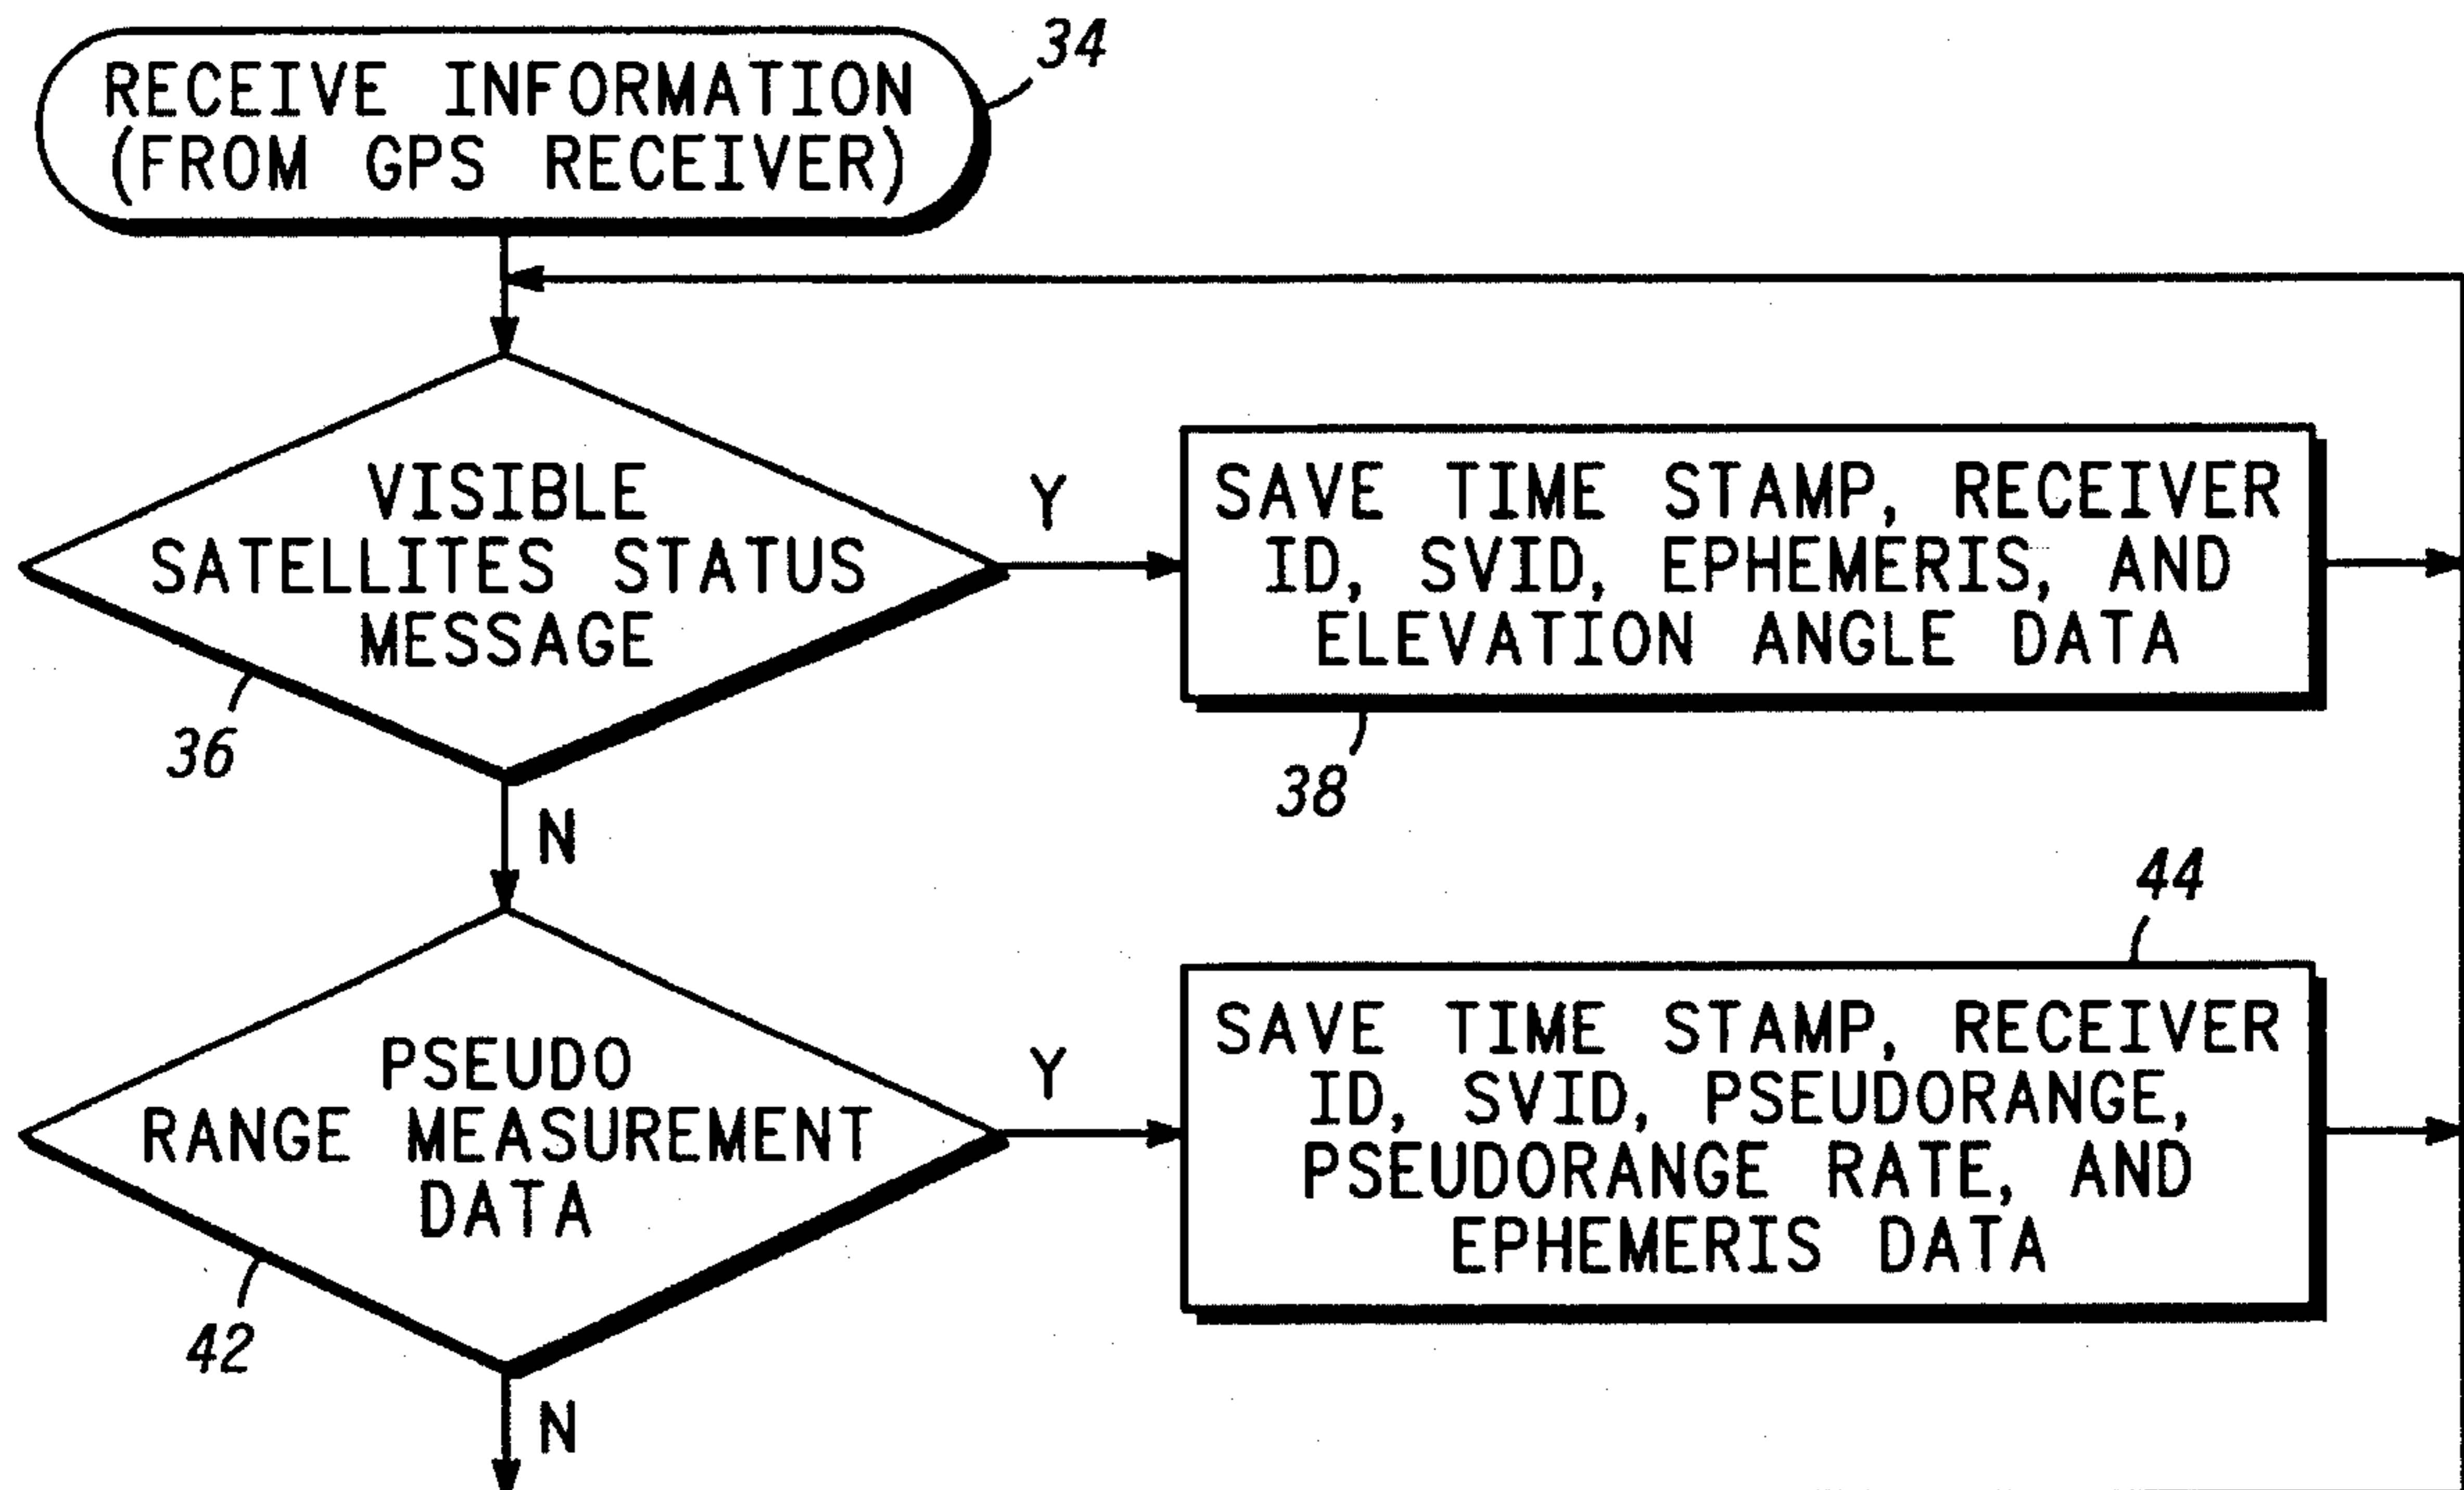 RECEIVE INFORMATION
(FROM GPS RECEIVER)
34
VISIBLE
SATELLITES STATUS
MESSAGE
36
Y
SAVE TIME STAMP, RECEIVER
ID, SVID, EPHEMERIS, AND
ELEVATION ANGLE DATA
38
N
PSEUDO
RANGE MEASUREMENT
DATA
42
Y
44
SAVE TIME STAMP, RECEIVER
ID, SVID, PSEUDORANGE,
PSEUDORANGE RATE, AND
EPHEMERIS DATA
N